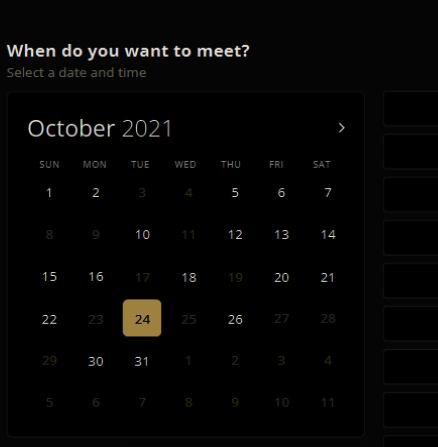 When do you want to meet?
Select a date and time
October 2021
SUN MON TUE WED THU FRI SAT
1 2 3 4 5 6 7
8 9 10 11 12 13 14
15 16 17 18 19 20 21
22 23 24 25 26 27 28
29 30 31 1 2 3 4
5 6 7 8 9 10 11